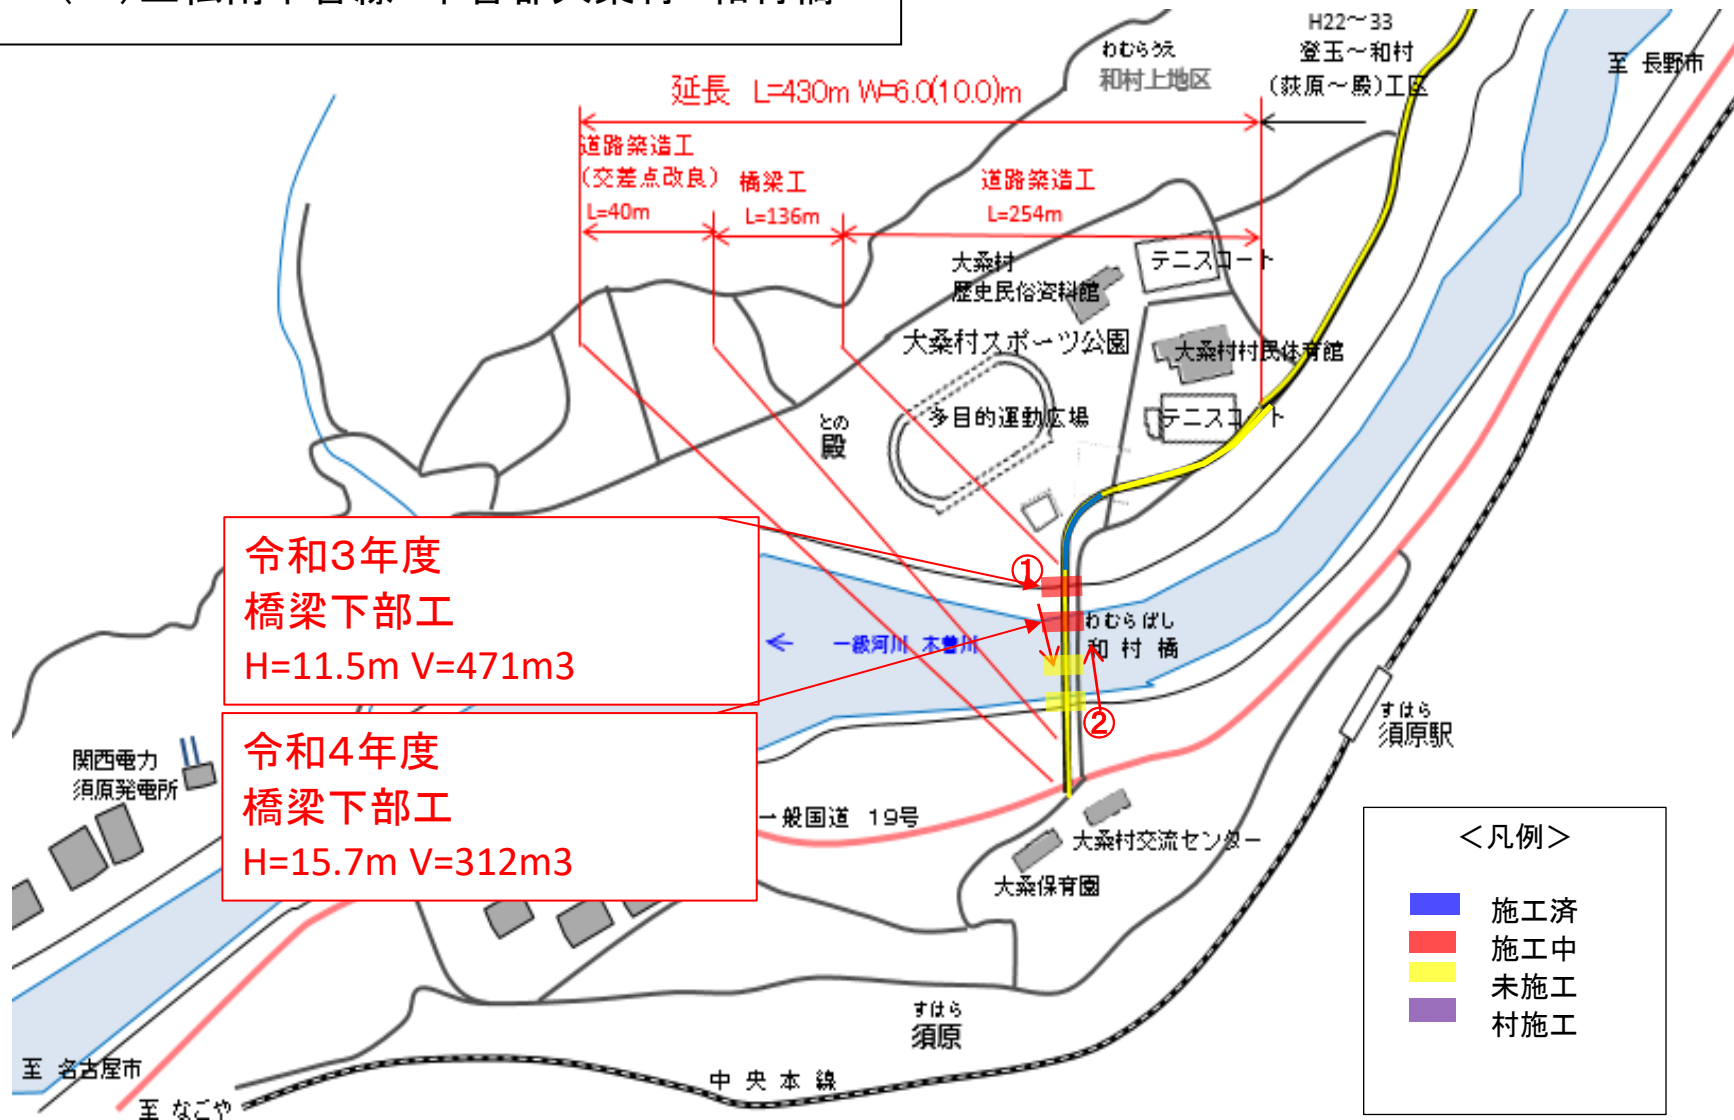 H22～33
登玉～和村
(荻原～殿)工区
わむらうえ
和村上地区
至 長野市
延長 L=430m W=6.0(10.0)m
道路築造工
(交差点改良)
L=40m
橋梁工
L=136m
道路築造工
L=254m
大桑村
歴史民俗資料館
テニスコート
大桑村スポーツ公園
大桑村村民体育館
多目的運動広場
テニスコート
との
殿
令和3年度
橋梁下部工
H=11.5m V=471m3
①
わむらばし
和村橋
← 一級河川 木曽川
②
令和4年度
橋梁下部工
H=15.7m V=312m3
すはら
須原駅
関西電力
須原発電所
一般国道 19号
大桑村交流センター
大桑保育園
＜凡例＞
施工済
施工中
未施工
村施工
すはら
須原
中央本線
至 名古屋市
至 なごや